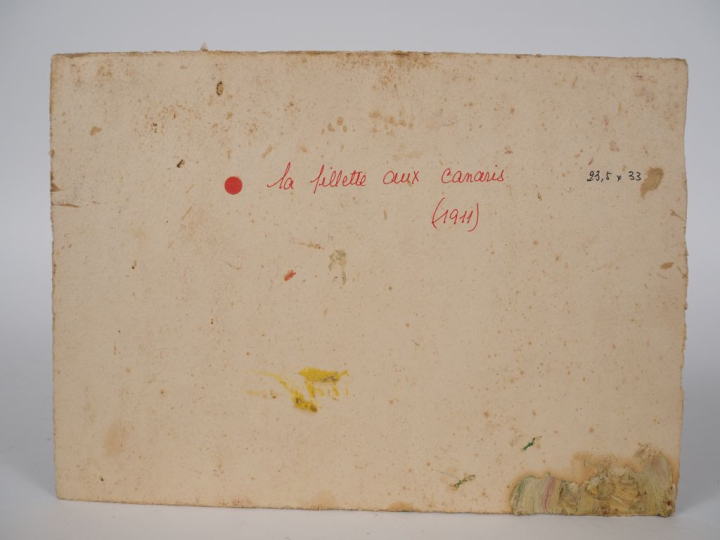 la fillette aux canaris
23,5 x 33
(1911)